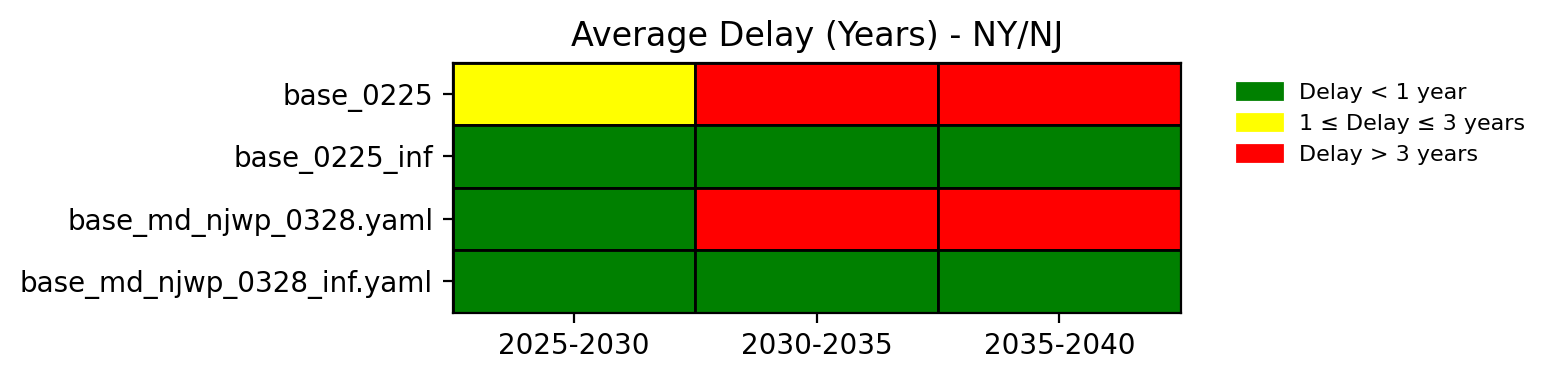 Average Delay (Years) - NY/NJ
base_0225
base_0225_inf
base_md_njwp_0328.yaml
base_md_njwp_0328_inf.yaml
2025-2030 2030-2035 2035-2040
Delay < 1 year
1 ≤ Delay ≤ 3 years
Delay > 3 years